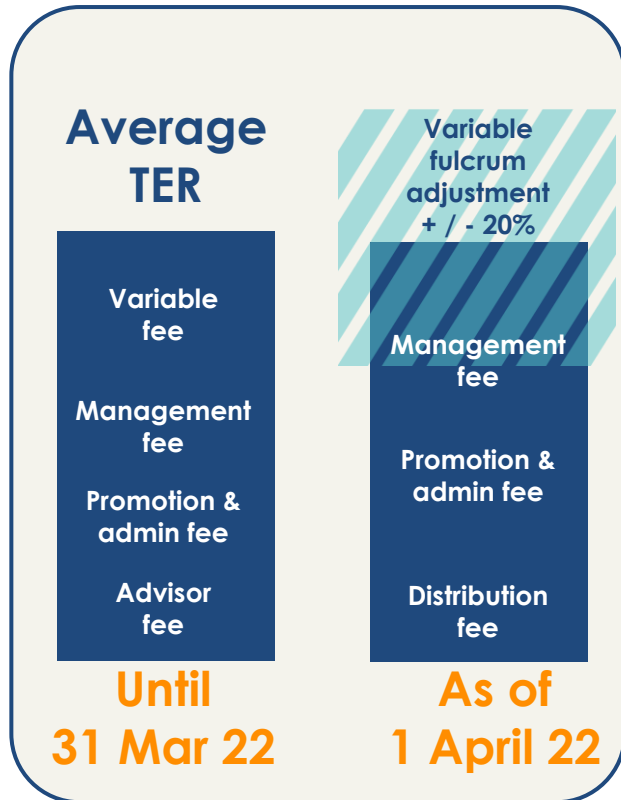 Average
TER
Variable
fee
Management
fee
Promotion &
admin fee
Advisor
fee
Until
31 Mar 22
Variable
fulcrum
adjustment
+ / - 20%
Management
fee
Promotion &
admin fee
Distribution
fee
As of
1 April 22